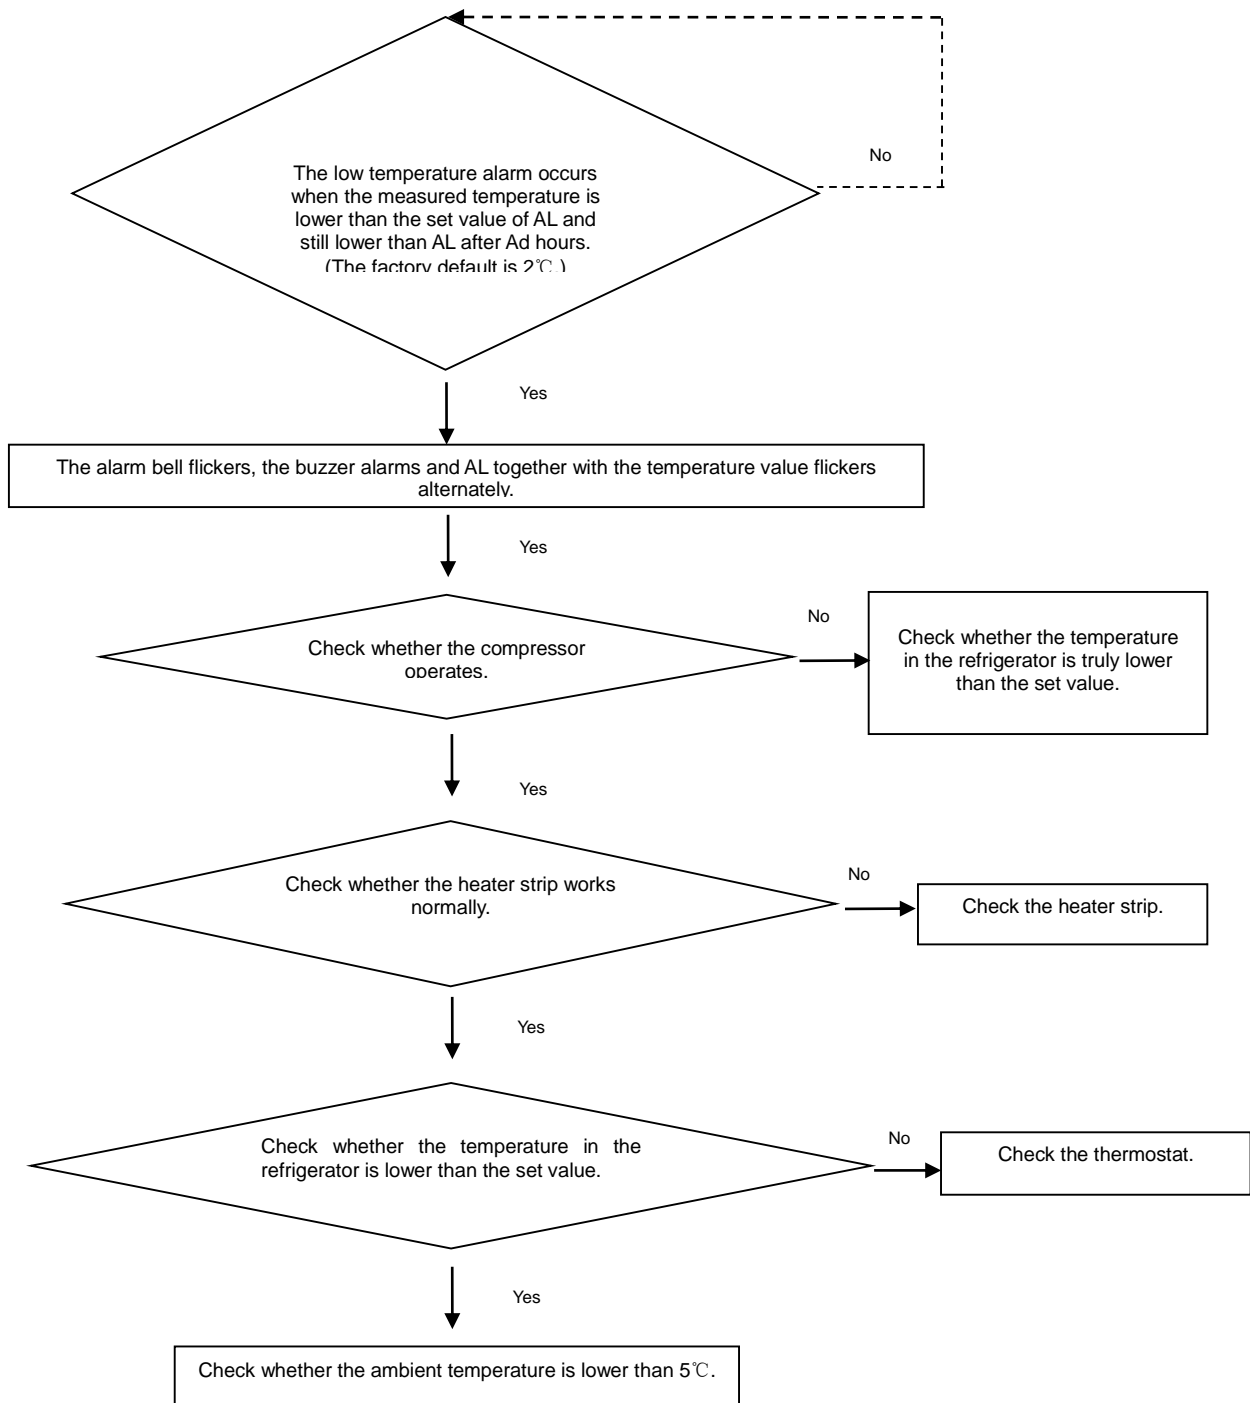 No
The low temperature alarm occurs
when the measured temperature is
lower than the set value of AL and
still lower than AL after Ad hours.
(The factory default is 2℃.)
Yes
The alarm bell flickers, the buzzer alarms and AL together with the temperature value flickers
alternately.
Yes
No
Check whether the compressor
operates.
Check whether the temperature
in the refrigerator is truly lower
than the set value.
Yes
Check whether the heater strip works
normally.
No
Check the heater strip.
Yes
Check whether the temperature in the
refrigerator is lower than the set value.
No
Check the thermostat.
Yes
Check whether the ambient temperature is lower than 5℃.